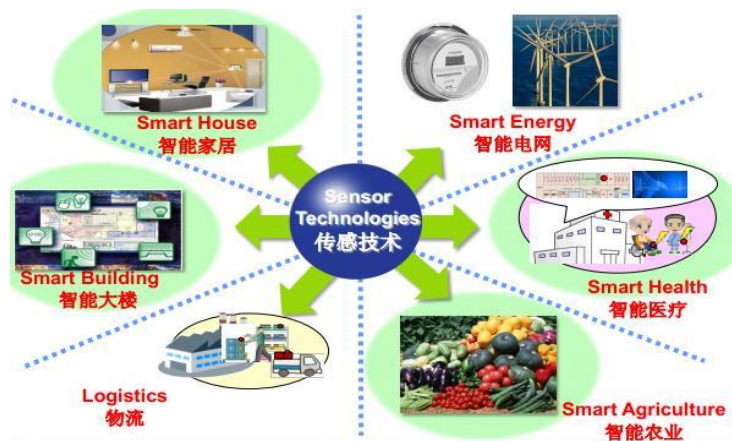 Smart House
智能家居
Smart Energy
智能电网
Sensor
Technologies
传感技术
Smart Building
智能大楼
Smart Health
智能医疗
Logistics
物流
Smart Agriculture
智能农业